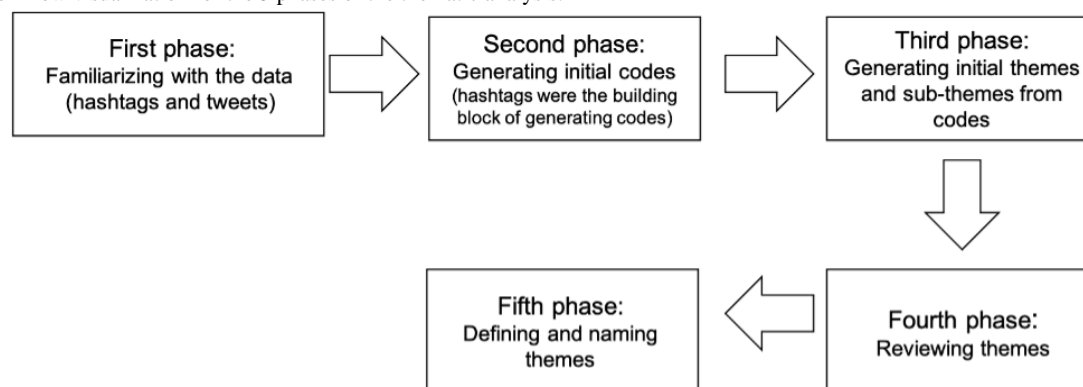 First phase:
Familiarizing with the data
(hashtags and tweets)
Second phase:
Generating initial codes
(hashtags were the building
block of generating codes)
Third phase:
Generating initial themes
and sub-themes from
codes
Fourth phase:
Reviewing themes
Fifth phase:
Defining and naming
themes